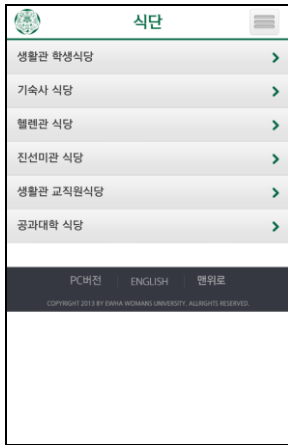 식단
생활관 학생식당
기숙사 식당
헬렌관 식당
진선미관 식당
생활관 교직원식당
공과대학 식당
PC버전 ENGLISH 맨위로
COPYRIGHT 2013 BY EWHA WOMANS UNIVERSITY. ALLRIGHTS RESERVED.